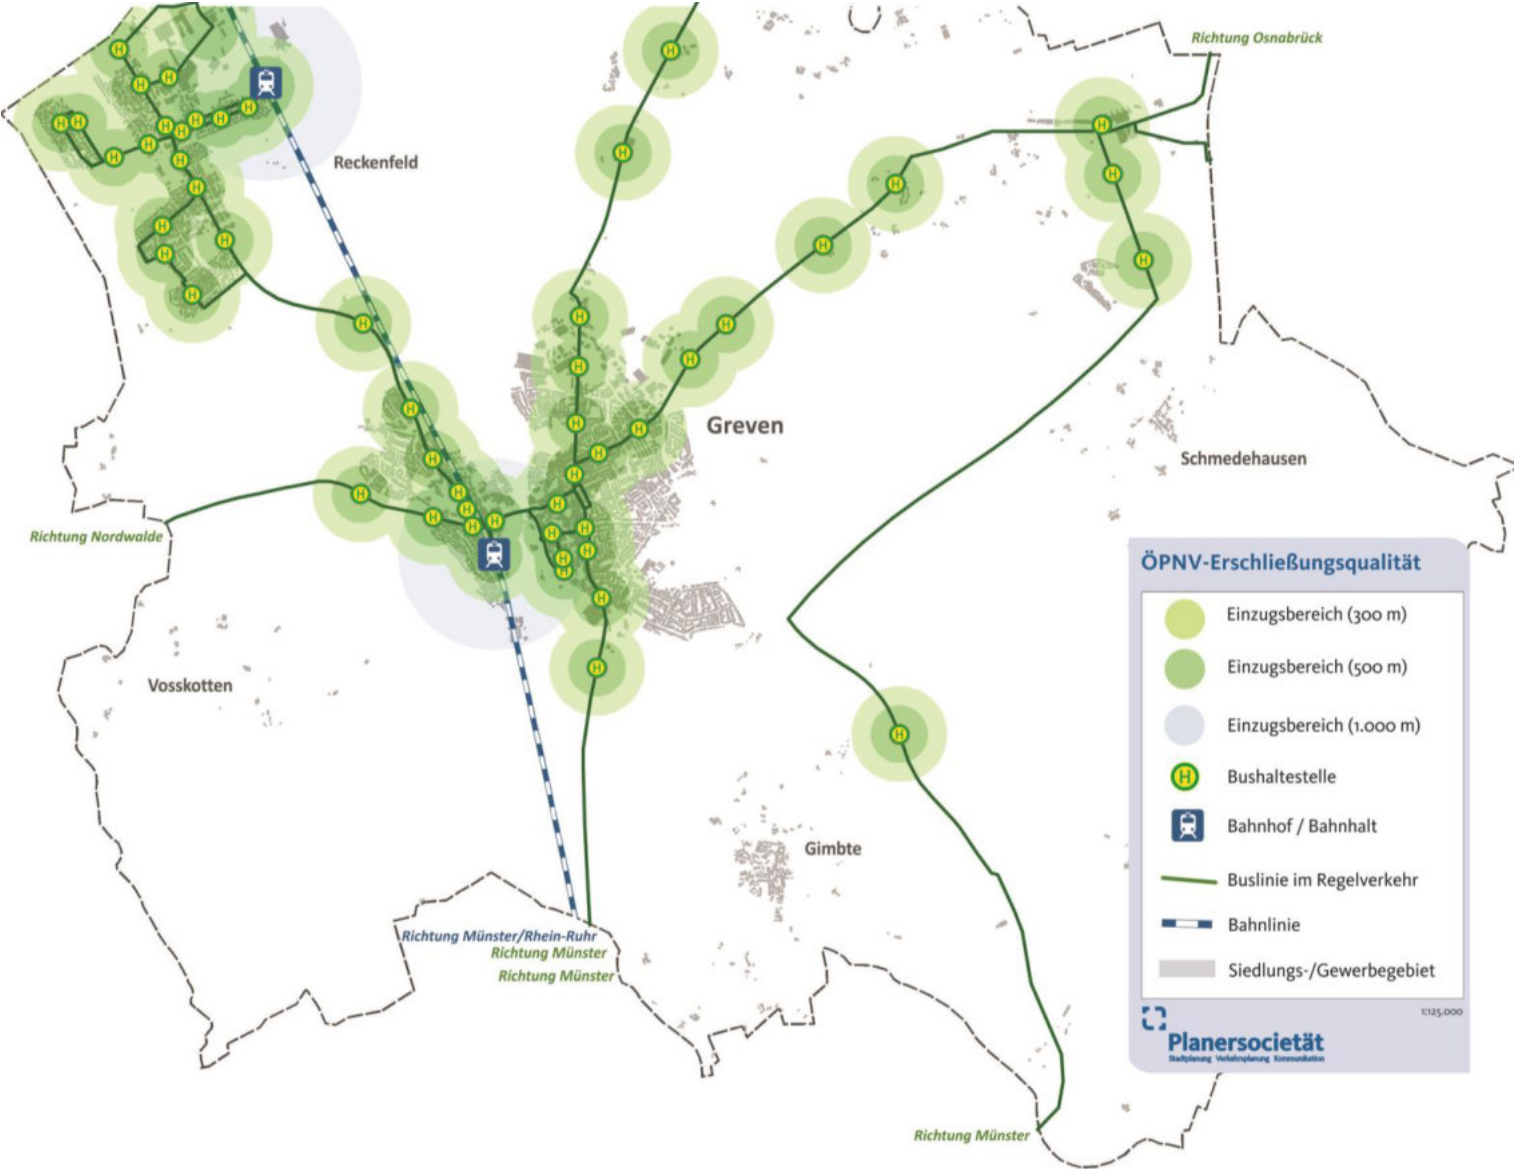 Richtung Osnabrück
Reckenfeld
Greven
Schmedehausen
Richtung Nordwalde
Vosskotten
Gimbte
Richtung Münster/Rhein-Ruhr
Richtung Münster
Richtung Münster
Richtung Münster
ÖPNV-Erschließungsqualität
Einzugsbereich (300 m)
Einzugsbereich (500 m)
Einzugsbereich (1.000 m)
H Bushaltestelle
Bahnhof / Bahnhalt
Buslinie im Regelverkehr
Bahnlinie
Siedlungs-/Gewerbegebiet
1:125.000
Planersocietät
Stadtplanung Verkehrsplanung Kommunikation